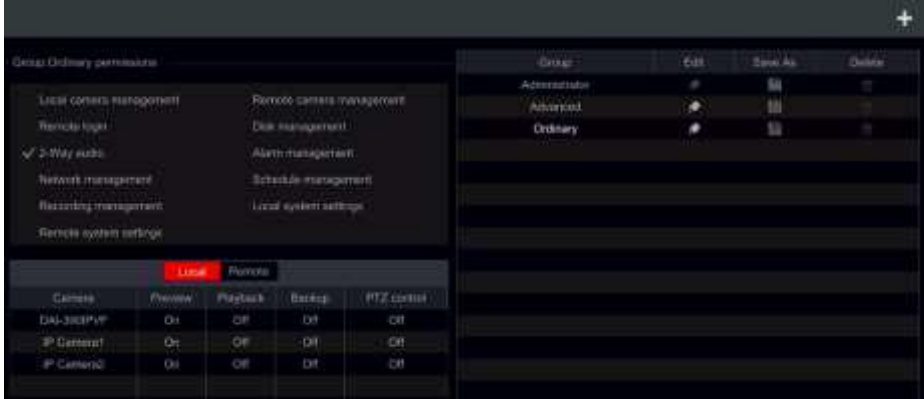 Group Ordinary permissions
Local camera management Remote camera management
Remote login Disk management
2-Way audio Alarm management
Network management Schedule management
Recording management Local system settings
Remote system settings
Local Remote
Camera Preview Playback Backup PTZ control
On Off Off Off
IP Camera1 On Off Off Off
IP Camera2 On Off Off Off
Group Edit Save As Delete
Administrator
Advanced
Ordinary